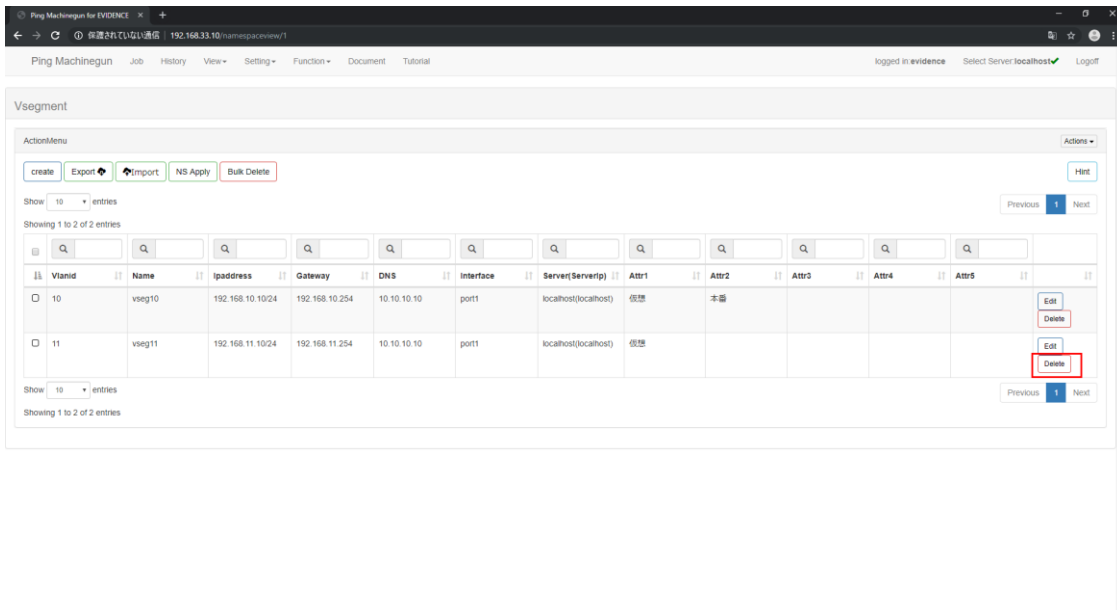 Ping Machinegun for EVIDENCE
保護されていない通信 | 192.168.33.10/namespaceview/1
Ping Machinegun Job History View Setting Function Document Tutorial logged in:evidence Select Server:localhost Logoff
Vsegment
ActionMenu Actions
create Export Import NS Apply Bulk Delete Hint
Show 10 entries Previous 1 Next
Showing 1 to 2 of 2 entries
Vlanid Name Ipaddress Gateway DNS Interface Server(ServerIp) Attr1 Attr2 Attr3 Attr4 Attr5
10 vseg10 192.168.10.10/24 192.168.10.254 10.10.10.10 port1 localhost(localhost) 仮想 本番 Edit
Delete
11 vseg11 192.168.11.10/24 192.168.11.254 10.10.10.10 port1 localhost(localhost) 仮想 Edit
Delete
Show 10 entries Previous 1 Next
Showing 1 to 2 of 2 entries